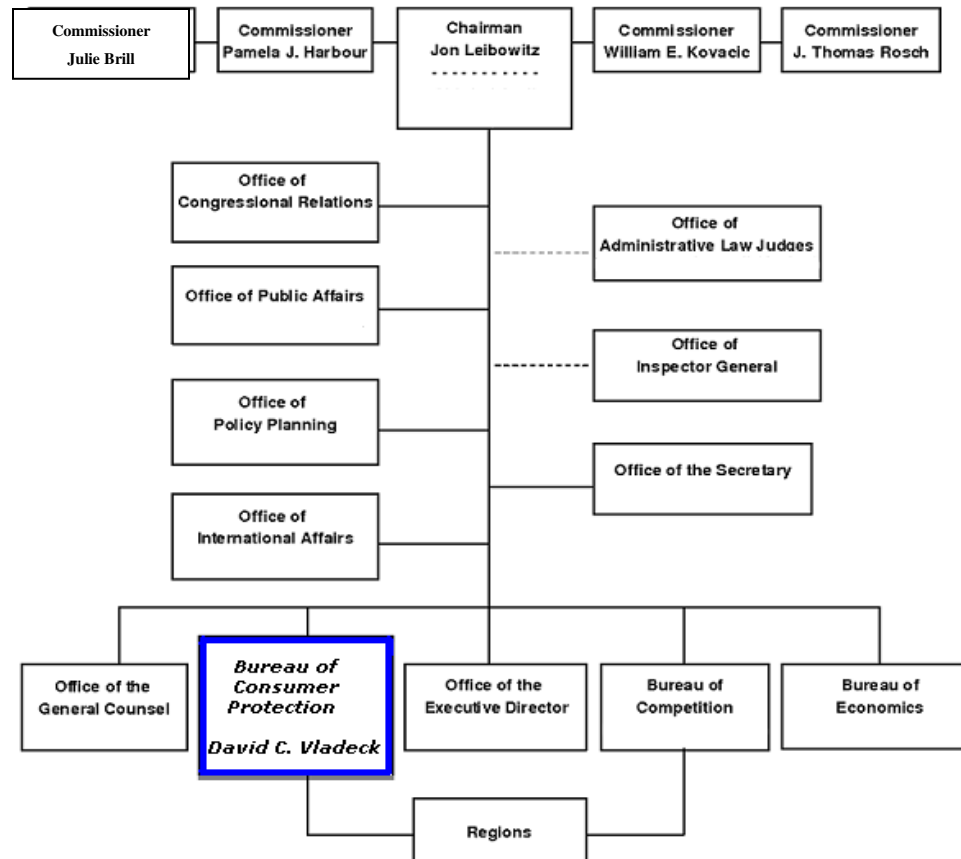 Commissioner
Julie Brill
Commissioner
Pamela J. Harbour
Chairman
Jon Leibowitz
Commissioner
William E. Kovacic
Commissioner
J. Thomas Rosch
Office of
Congressional Relations
Office of
Administrative Law Judges
Office of Public Affairs
Office of
Inspector General
Office of
Policy Planning
Office of the Secretary
Office of
International Affairs
Office of the
General Counsel
Bureau of
Consumer
Protection
David C. Vladeck
Office of the
Executive Director
Bureau of
Competition
Bureau of
Economics
Regions